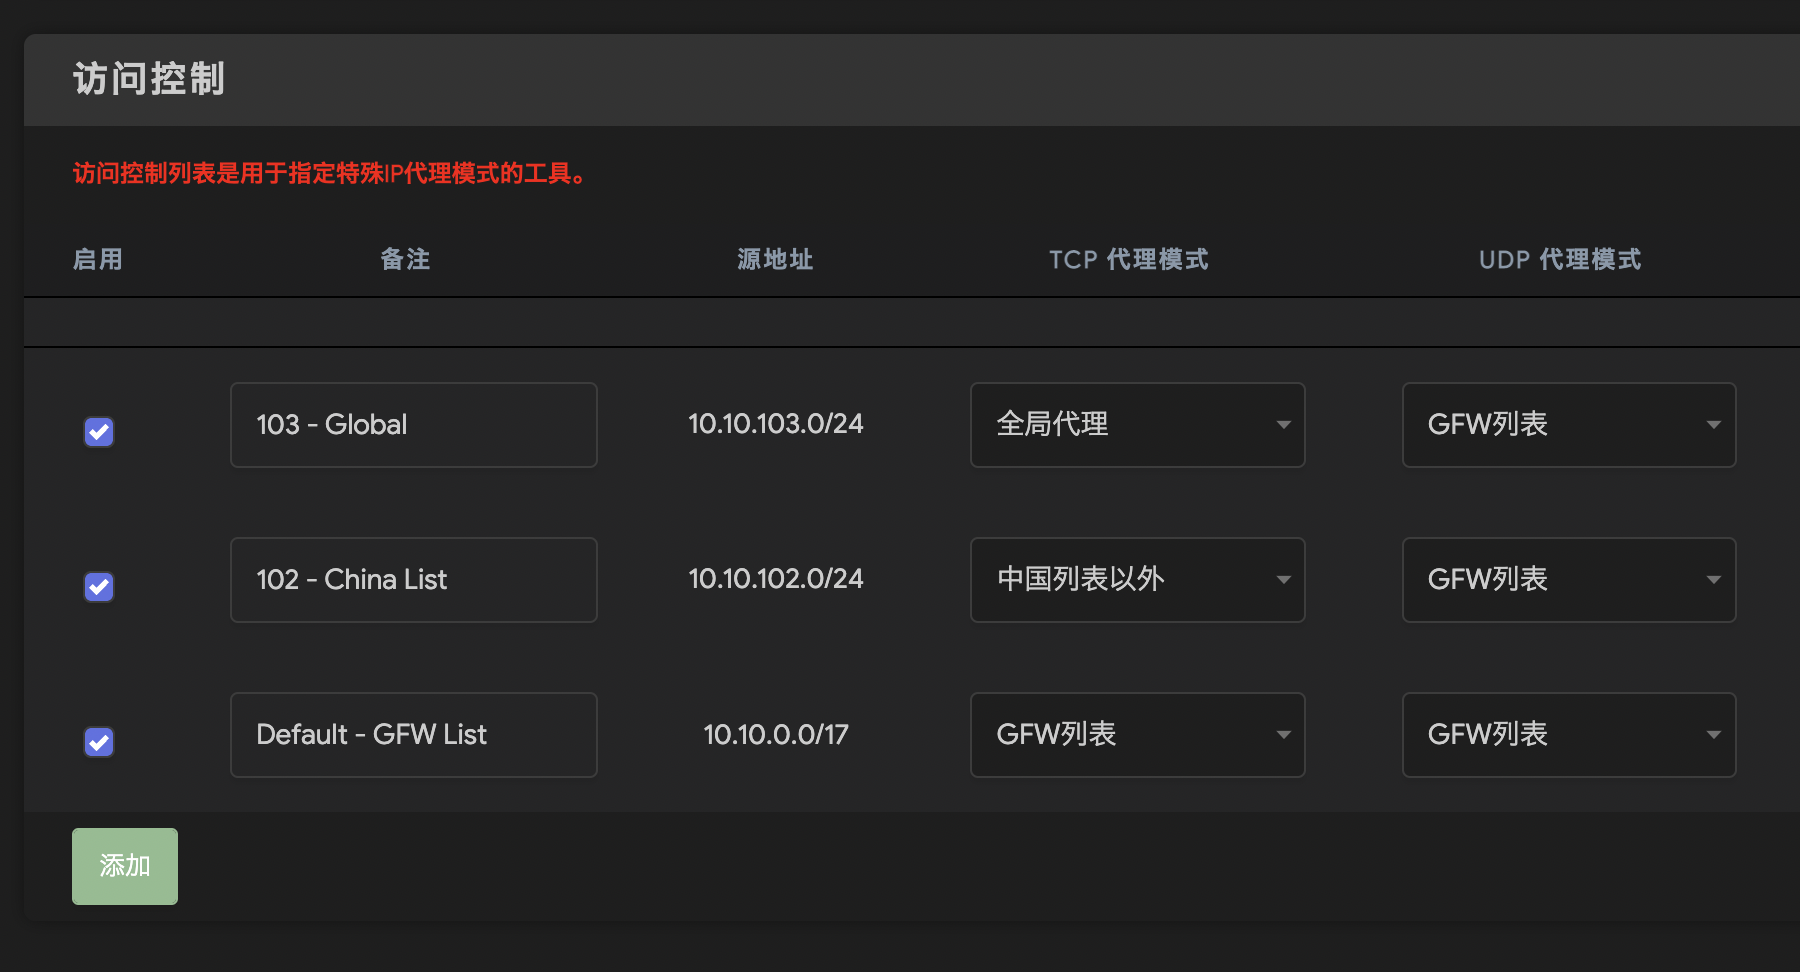 访问控制
访问控制列表是用于指定特殊IP代理模式的工具。
启用 备注 源地址 TCP 代理模式 UDP 代理模式
103 - Global 10.10.103.0/24 全局代理 GFW列表
102 - China List 10.10.102.0/24 中国列表以外 GFW列表
Default - GFW List 10.10.0.0/17 GFW列表 GFW列表
添加